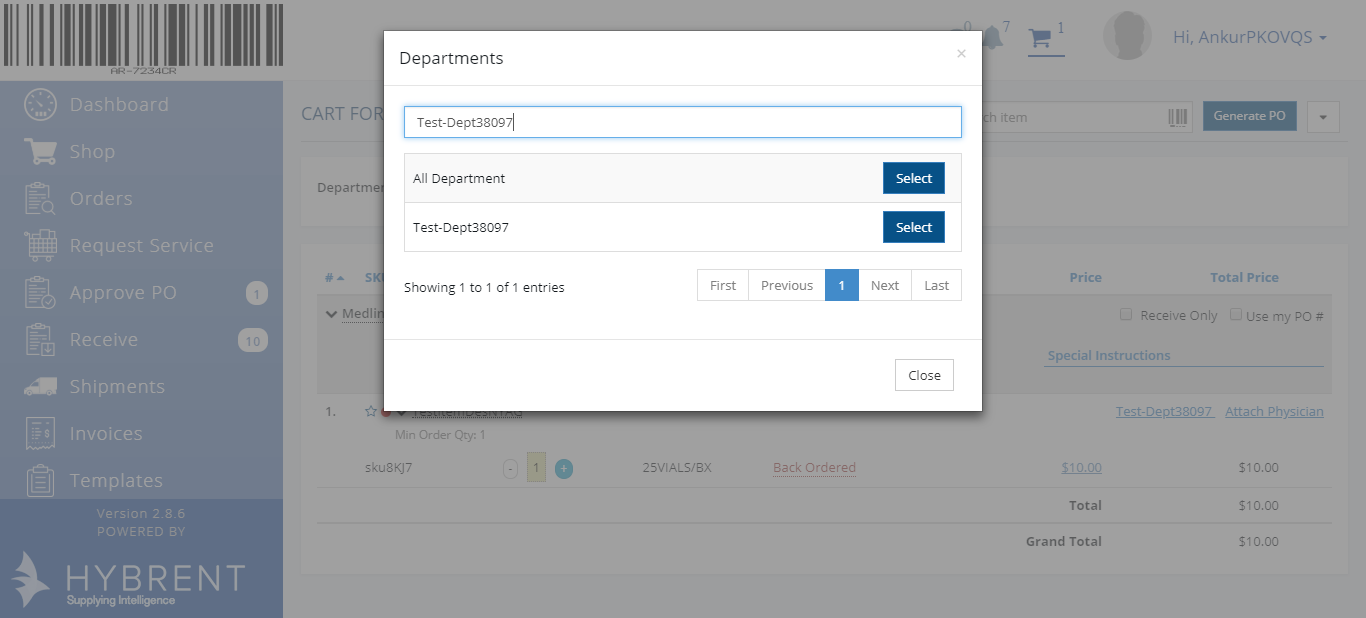 AR-7234CR
0
7
1
Hi, AnkurPKOVQS
Dashboard
Shop
Orders
Request Service
Approve PO 1
Receive 10
Shipments
Invoices
Templates
Version 2.8.6
POWERED BY
HYBRENT
Supplying Intelligence
CART FOR
ch item
Generate PO
Departments
×
Test-Dept38097
All Department Select
Test-Dept38097 Select
Showing 1 to 1 of 1 entries
First Previous 1 Next Last
Close
# Price Total Price
Receive Only Use my PO #
Special Instructions
1. Test-Dept38097 Attach Physician
Min Order Qty: 1
sku8KJ7 - 1 + 25VIALS/BX Back Ordered $10.00 $10.00
Total $10.00
Grand Total $10.00